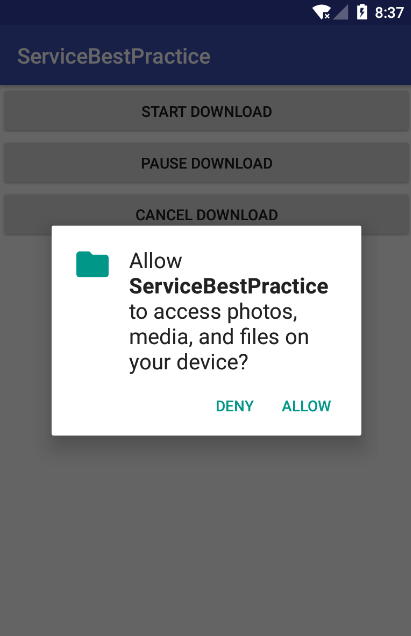 8:37
ServiceBestPractice
START DOWNLOAD
PAUSE DOWNLOAD
CANCEL DOWNLOAD
Allow
ServiceBestPractice
to access photos,
media, and files on
your device?
DENY ALLOW